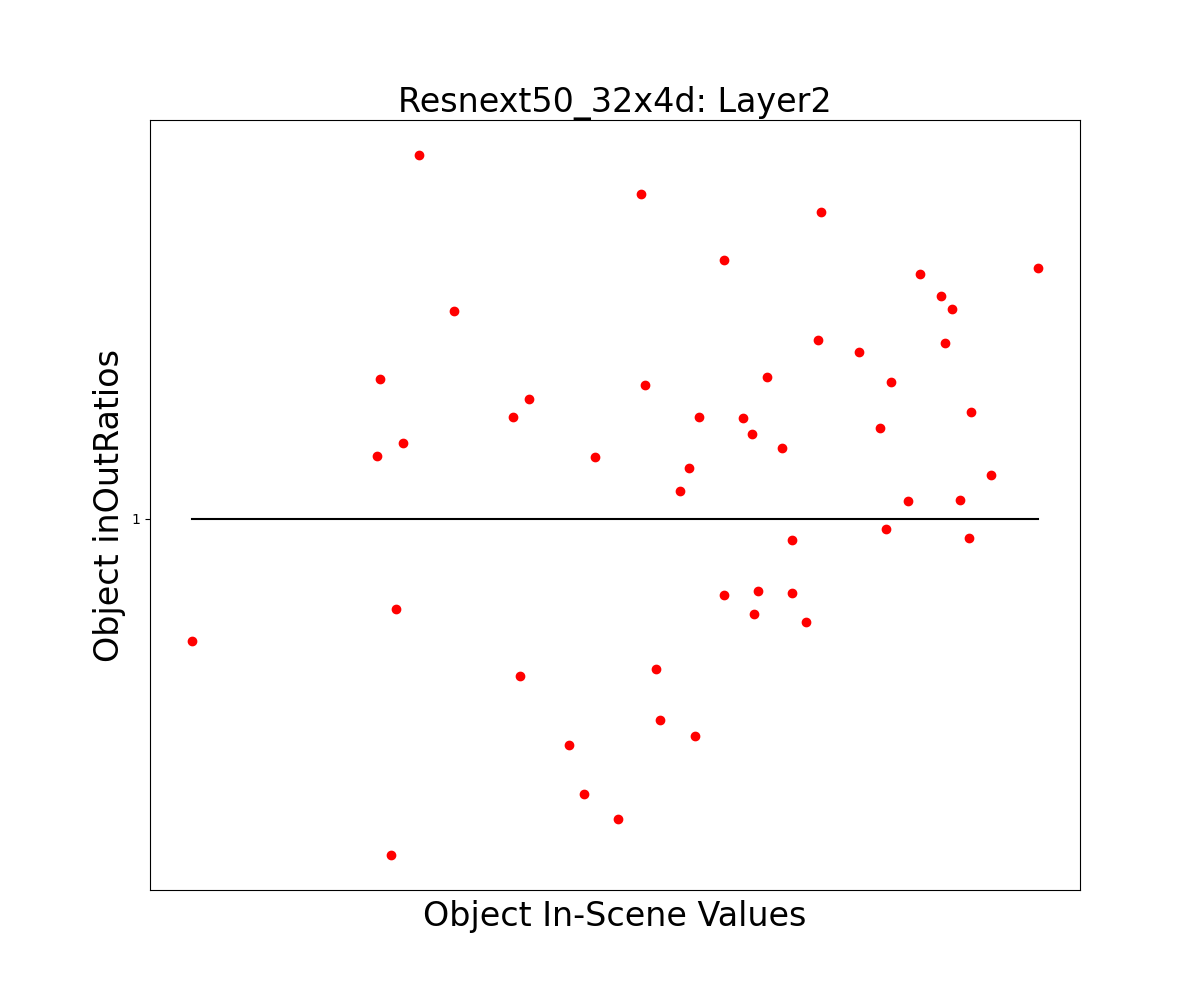 Resnext50_32x4d: Layer2
Object inOutRatios
1
Object In-Scene Values